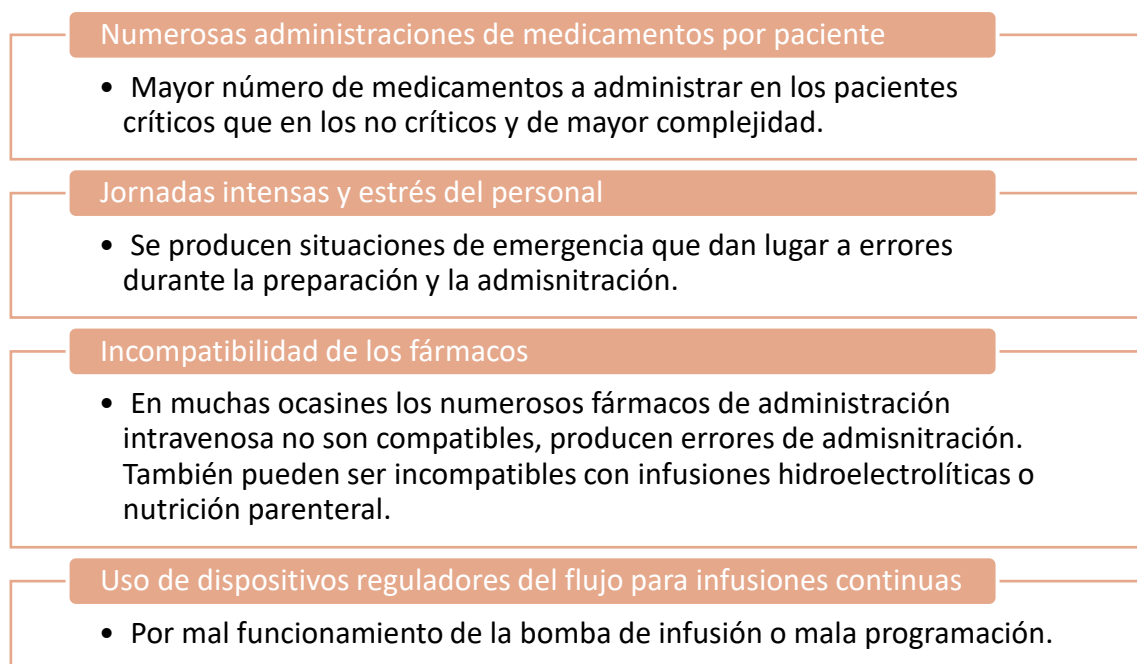 Numerosas administraciones de medicamentos por paciente
• Mayor número de medicamentos a administrar en los pacientes
críticos que en los no críticos y de mayor complejidad.
Jornadas intensas y estrés del personal
• Se producen situaciones de emergencia que dan lugar a errores
durante la preparación y la admisnitración.
Incompatibilidad de los fármacos
• En muchas ocasines los numerosos fármacos de administración
intravenosa no son compatibles, producen errores de admisnitración.
También pueden ser incompatibles con infusiones hidroelectrolíticas o
nutrición parenteral.
Uso de dispositivos reguladores del flujo para infusiones continuas
• Por mal funcionamiento de la bomba de infusión o mala programación.